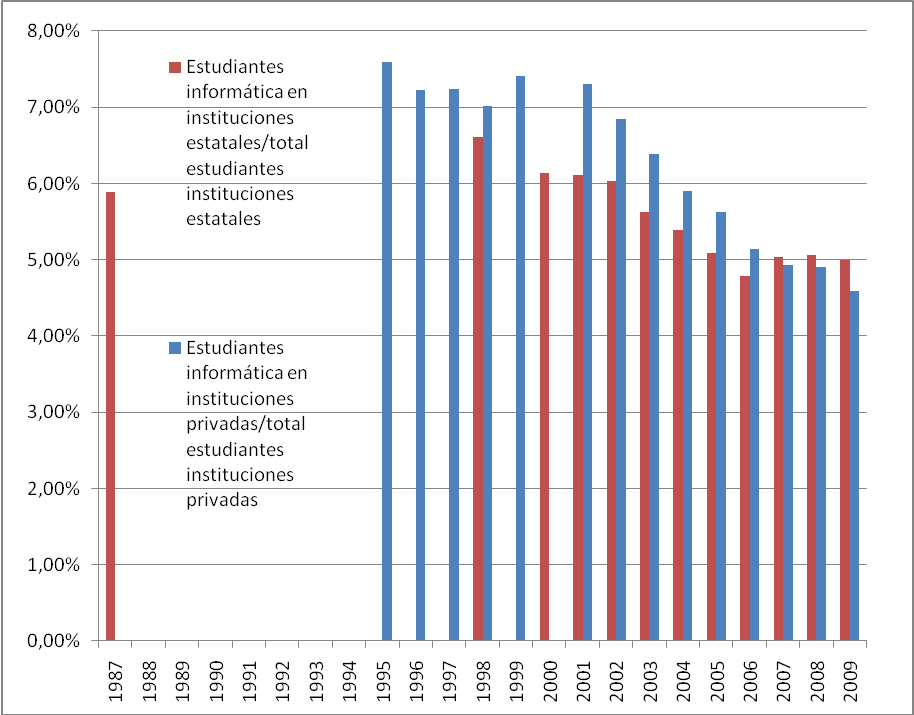 8,00%
7,00%
6,00%
5,00%
4,00%
3,00%
2,00%
1,00%
0,00%
Estudiantes
informática en
instituciones
estatales/total
estudiantes
instituciones
estatales
Estudiantes
informática en
instituciones
privadas/total
estudiantes
instituciones
privadas
1987
1988
1989
1990
1991
1992
1993
1994
1995
1996
1997
1998
1999
2000
2001
2002
2003
2004
2005
2006
2007
2008
2009